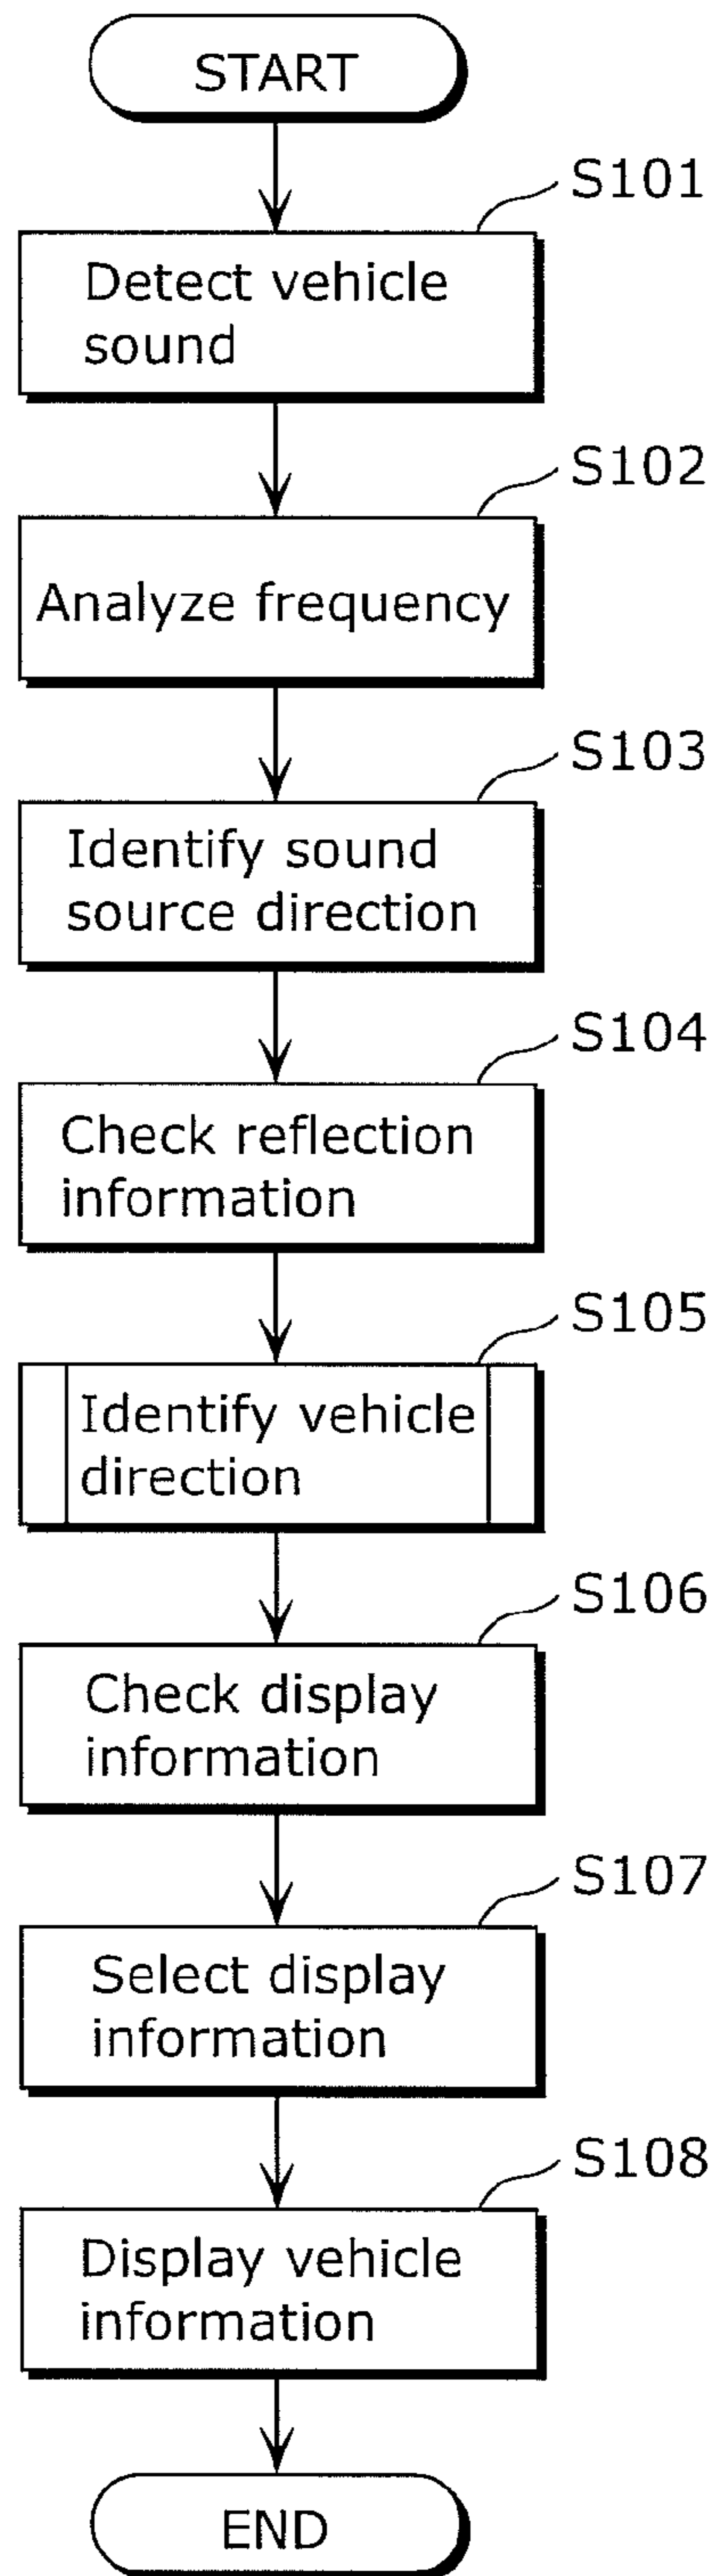 START
S101
Detect vehicle
sound
S102
Analyze frequency
S103
Identify sound
source direction
S104
Check reflection
information
S105
Identify vehicle
direction
S106
Check display
information
S107
Select display
information
S108
Display vehicle
information
END